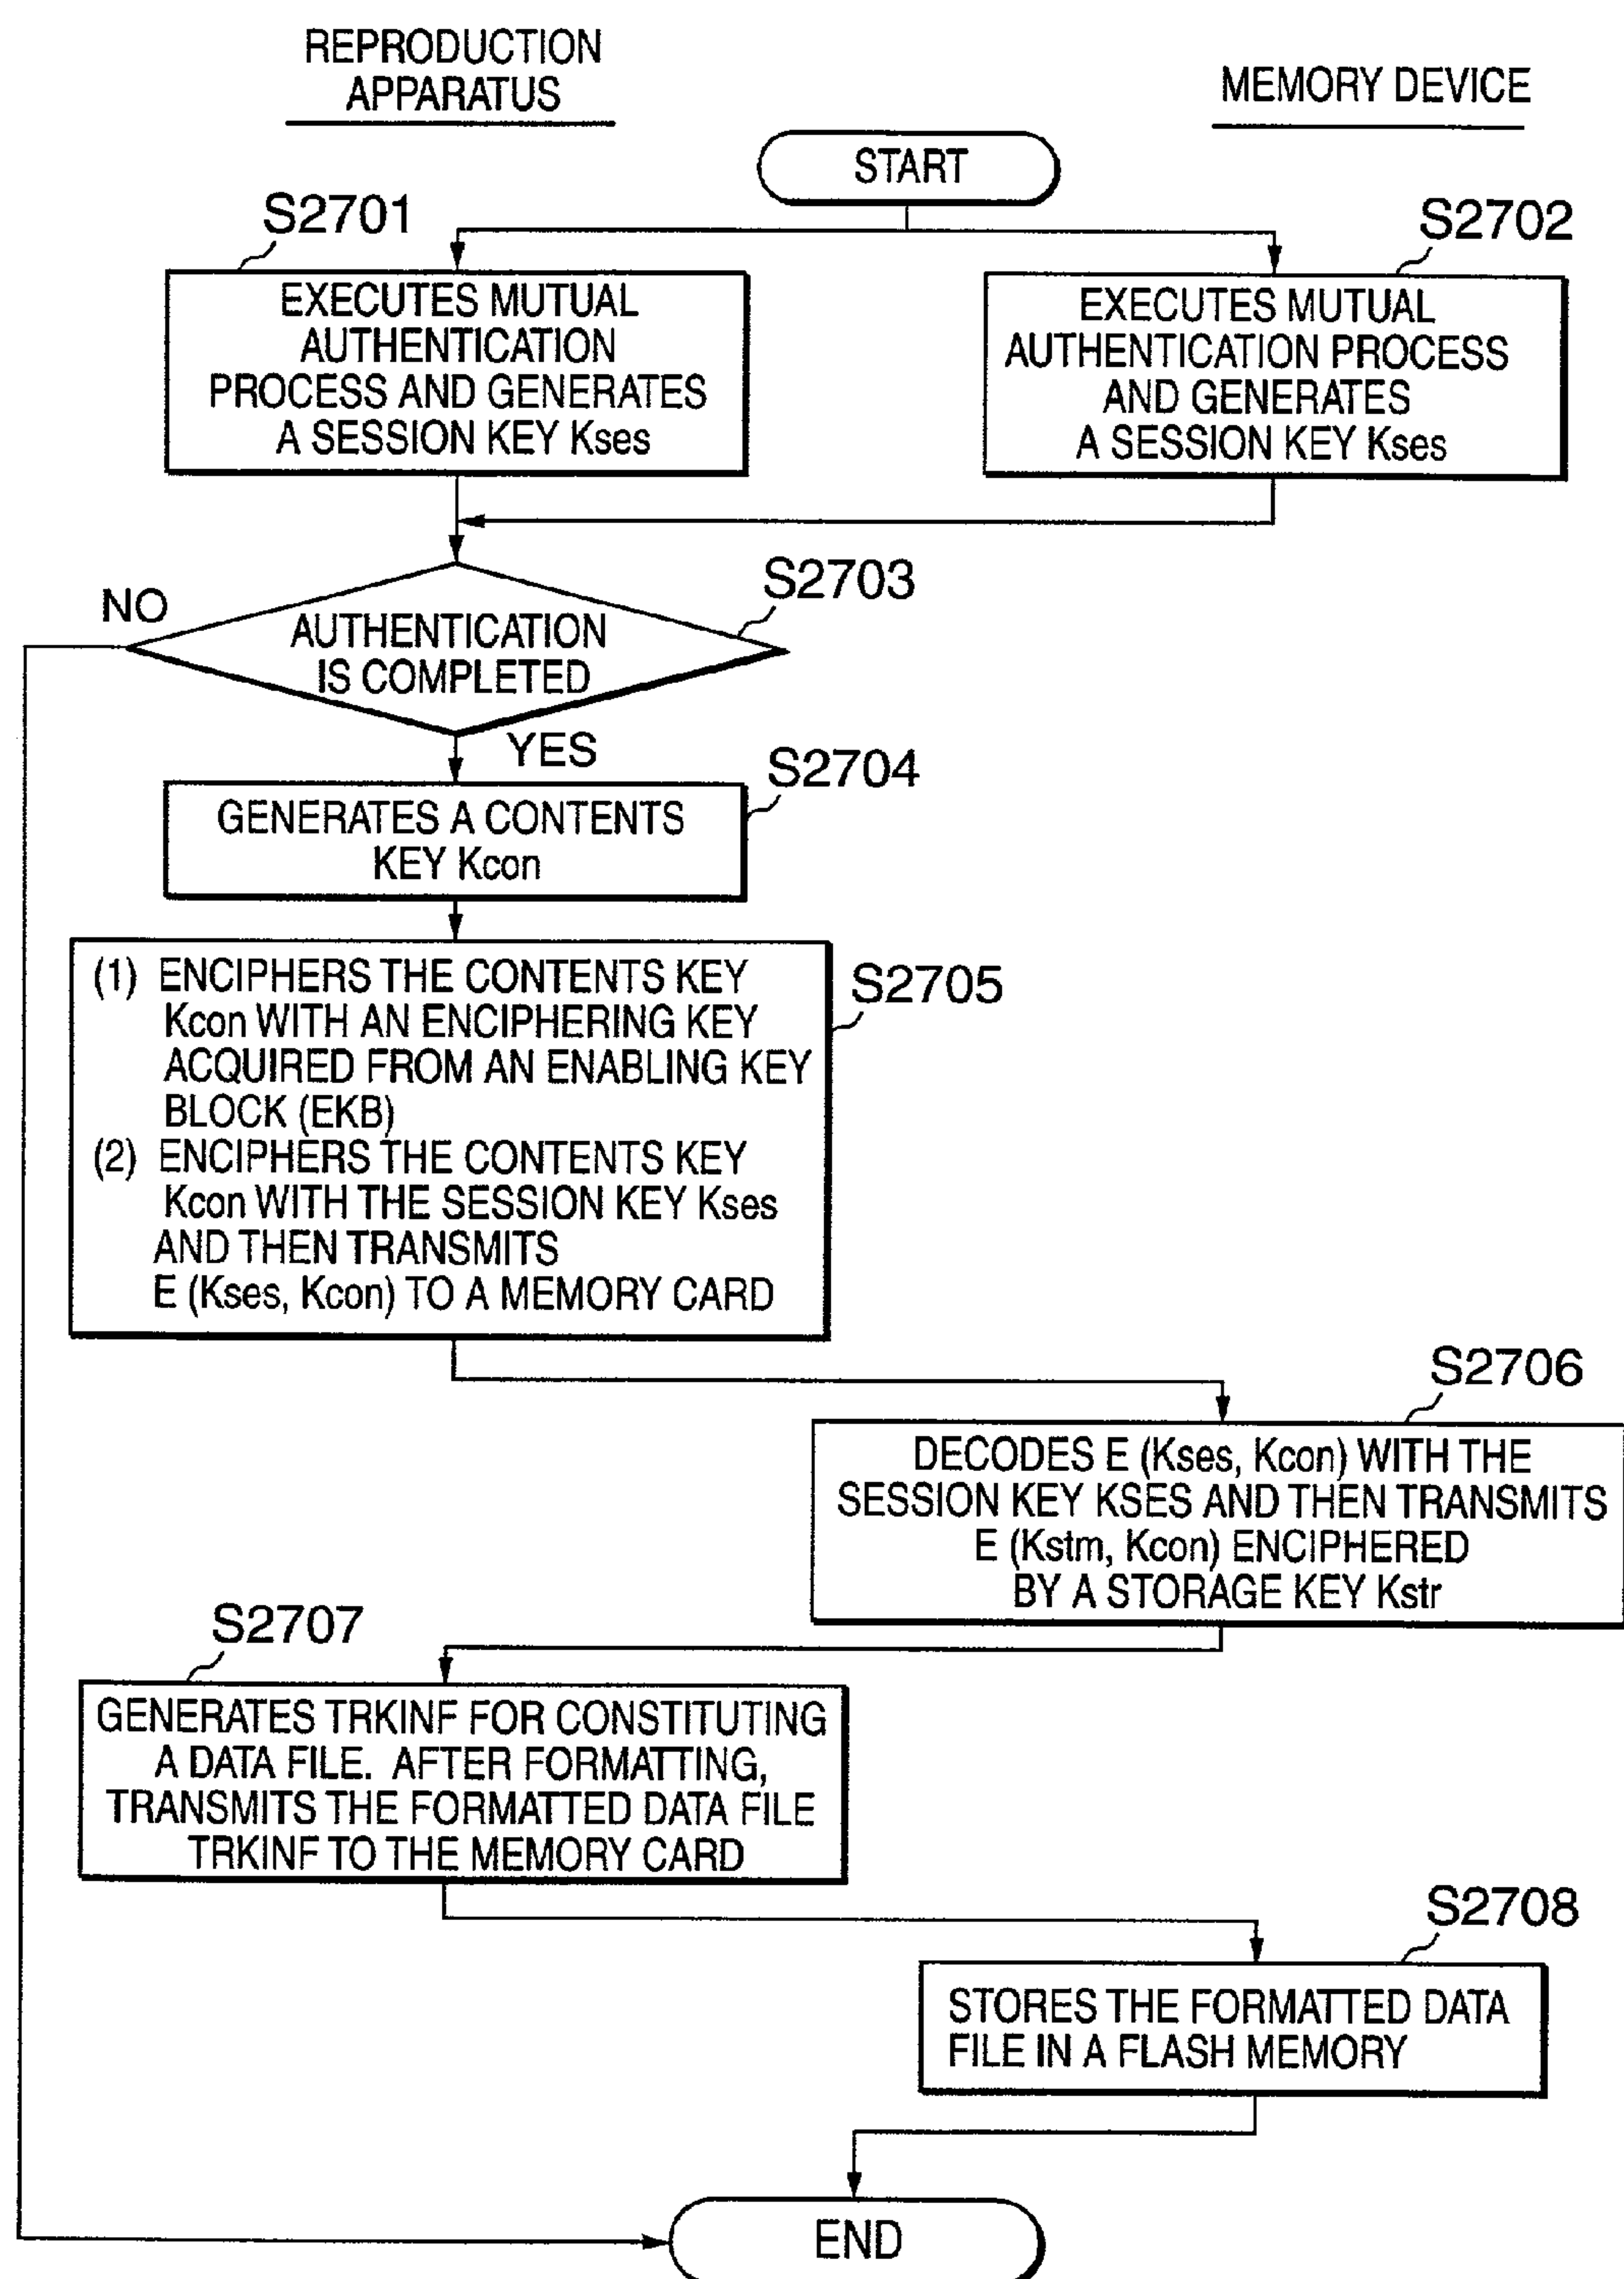 REPRODUCTION
APPARATUS
MEMORY DEVICE
START
S2701
S2702
EXECUTES MUTUAL
AUTHENTICATION
PROCESS AND GENERATES
A SESSION KEY Kses
EXECUTES MUTUAL
AUTHENTICATION PROCESS
AND GENERATES
A SESSION KEY Kses
S2703
NO
AUTHENTICATION
IS COMPLETED
YES
S2704
GENERATES A CONTENTS
KEY Kcon
S2705
(1) ENCIPHERS THE CONTENTS KEY
Kcon WITH AN ENCIPHERING KEY
ACQUIRED FROM AN ENABLING KEY
BLOCK (EKB)
(2) ENCIPHERS THE CONTENTS KEY
Kcon WITH THE SESSION KEY Kses
AND THEN TRANSMITS
E (Kses, Kcon) TO A MEMORY CARD
S2706
DECODES E (Kses, Kcon) WITH THE
SESSION KEY KSES AND THEN TRANSMITS
E (Kstm, Kcon) ENCIPHERED
BY A STORAGE KEY Kstr
S2707
GENERATES TRKINF FOR CONSTITUTING
A DATA FILE. AFTER FORMATTING,
TRANSMITS THE FORMATTED DATA FILE
TRKINF TO THE MEMORY CARD
S2708
STORES THE FORMATTED DATA
FILE IN A FLASH MEMORY
END